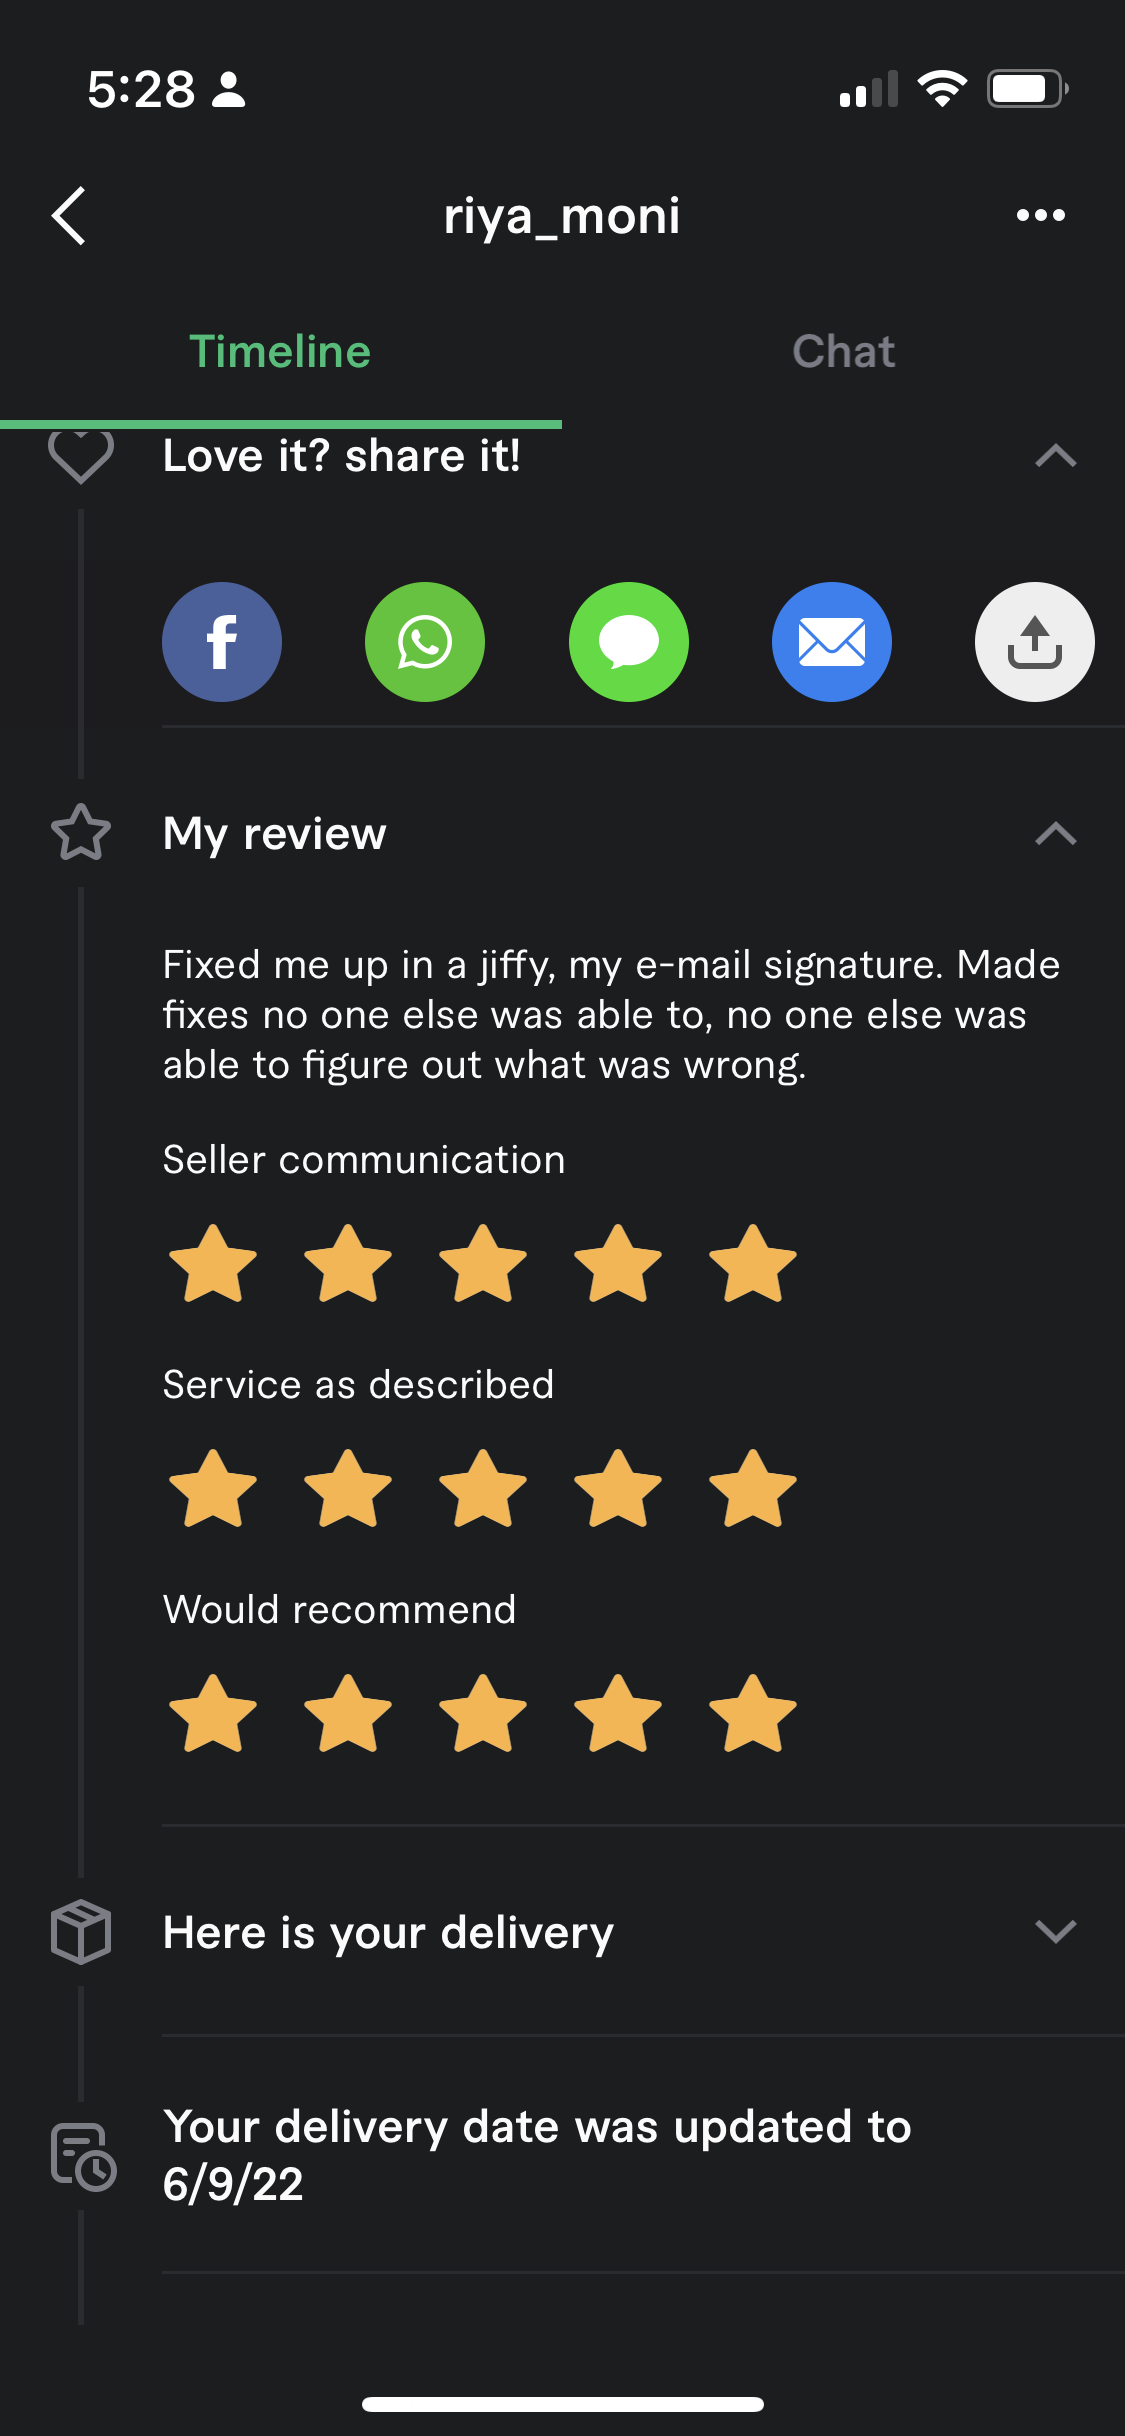 5:28
riya_moni
Timeline
Chat
Love it? share it!
My review
Fixed me up in a jiffy, my e-mail signature. Made
fixes no one else was able to, no one else was
able to figure out what was wrong.
Seller communication
Service as described
Would recommend
Here is your delivery
Your delivery date was updated to
6/9/22